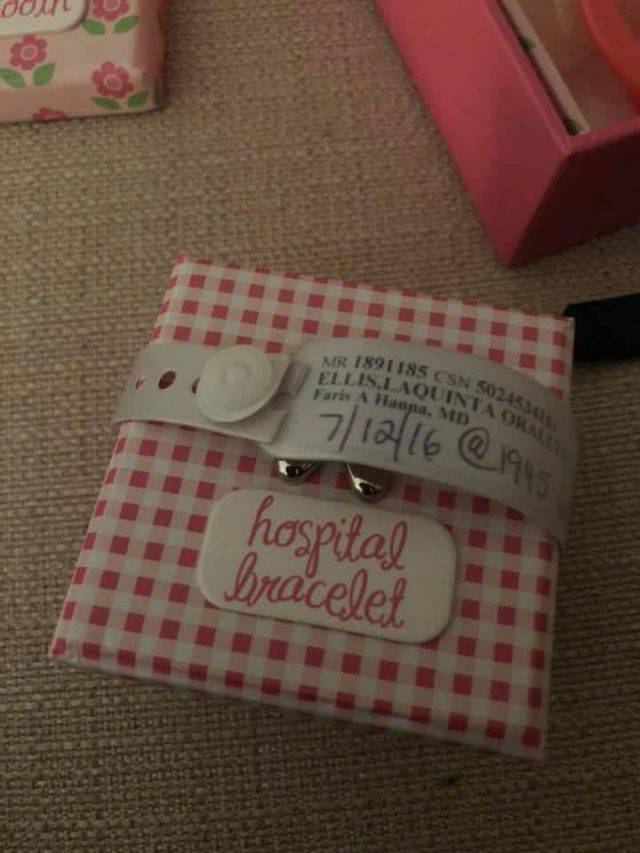 MR 1891185 CSN
ELLIS,LAQUINTA
Faris A Hanna, MD
7/12/16 @ 1945
hospital
bracelet